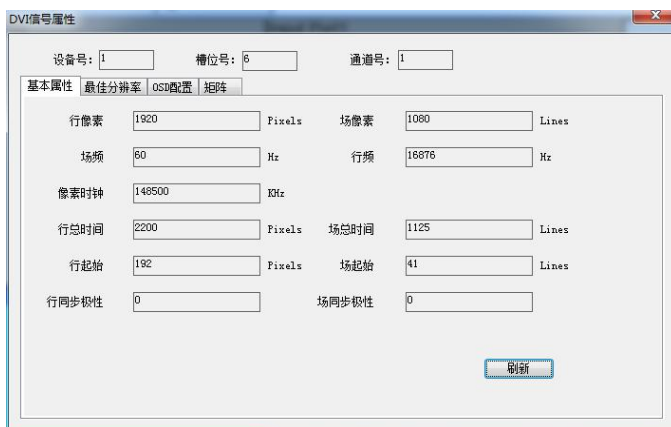 DVI信号属性
设备号: 1 槽位号: 6 通道号: 1
基本属性 最佳分辨率 OSD配置 矩阵
行像素 1920 Pixels 场像素 1080 Lines
场频 60 Hz 行频 16876 Hz
像素时钟 148500 KHz
行总时间 2200 Pixels 场总时间 1125 Lines
行起始 192 Pixels 场起始 41 Lines
行同步极性 0 场同步极性 0
刷新